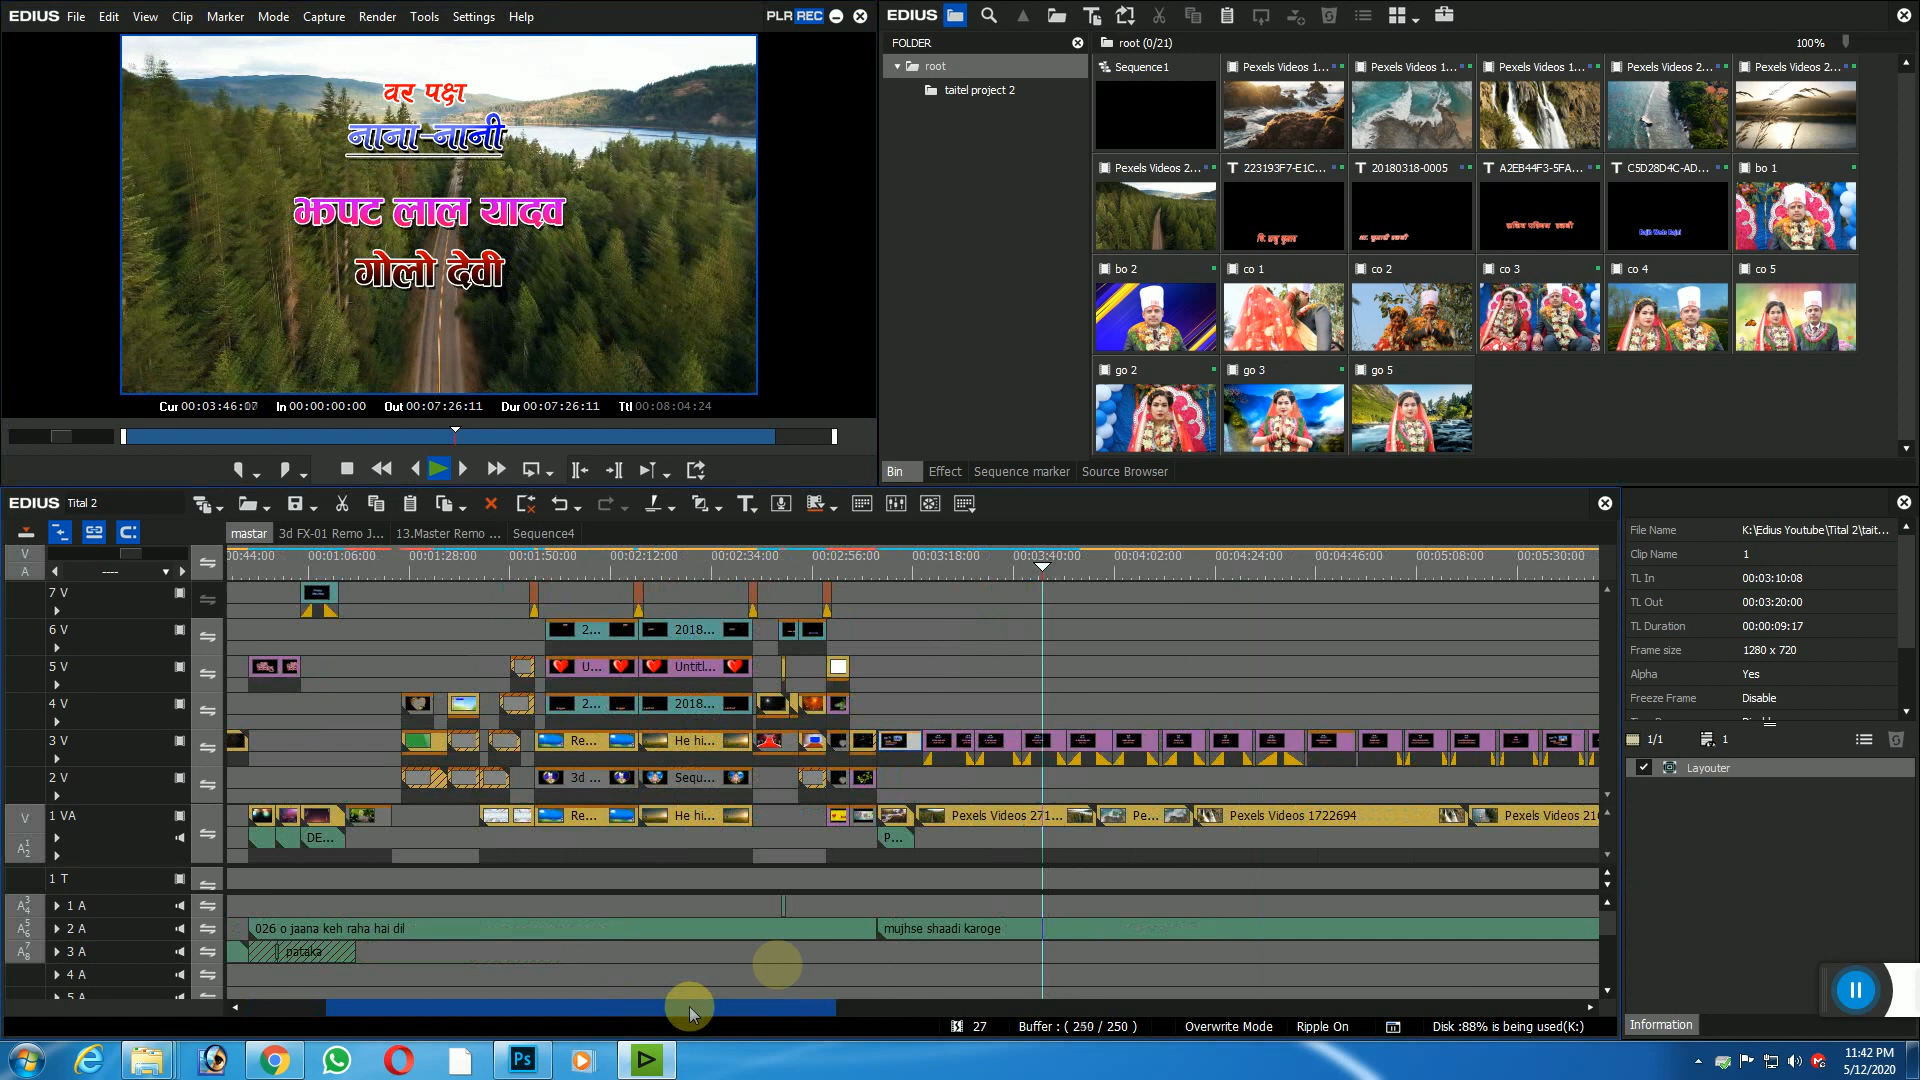 EDIUS File Edit View Clip Marker Mode Capture Render Tools Settings Help PLR REC
वर पक्ष
नाना-नानी
झपट लाल यादव
गोलो देवी
Cur 00:03:46:07 In 00:00:00:00 Out 00:07:26:11 Dur 00:07:26:11 Ttl 00:08:04:24
EDIUS
FOLDER
root (0/21) 100%
root
taitel project 2
Sequence1 Pexels Videos 1... Pexels Videos 1... Pexels Videos 1... Pexels Videos 2... Pexels Videos 2...
Pexels Videos 2... 223193F7-E1C... 20180318-0005 A2EB44F3-5FA... C5D28D4C-AD... bo 1
bo 2 co 1 co 2 co 3 co 4 co 5
go 2 go 3 go 5
Bin Effect Sequence marker Source Browser
EDIUS Tital 2
mastar 3d FX-01 Remo J... 13.Master Remo ... Sequence4
00:44:00 00:01:06:00 00:01:28:00 00:01:50:00 00:02:12:00 00:02:34:00 00:02:56:00 00:03:18:00 00:03:40:00 00:04:02:00 00:04:24:00 00:04:46:00 00:05:08:00 00:05:30:00
V
A ----
7 V
6 V 2... 2018...
5 V U... Untitl...
4 V 2... 2018...
3 V Re... He hi...
2 V 3d ... Sequ...
V 1 VA Re... He hi... Pexels Videos 271... Pe... Pexels Videos 1722694 Pexels Videos 21
A 1 2 DE... P...
1 T
A 3 4 1 A
A 5 6 2 A 026 o jaana keh raha hai dil mujhse shaadi karoge
A 7 8 3 A pataka
4 A
5 A
27 Buffer : ( 250 / 250 ) Overwrite Mode Ripple On Disk :88% is being used(K:)
File Name K:\Edius Youtube\Tital 2\tait...
Clip Name 1
TL In 00:03:10:08
TL Out 00:03:20:00
TL Duration 00:00:09:17
Frame size 1280 x 720
Alpha Yes
Freeze Frame Disable
1/1 1
Layouter
Information
Ps
11:42 PM
5/12/2020